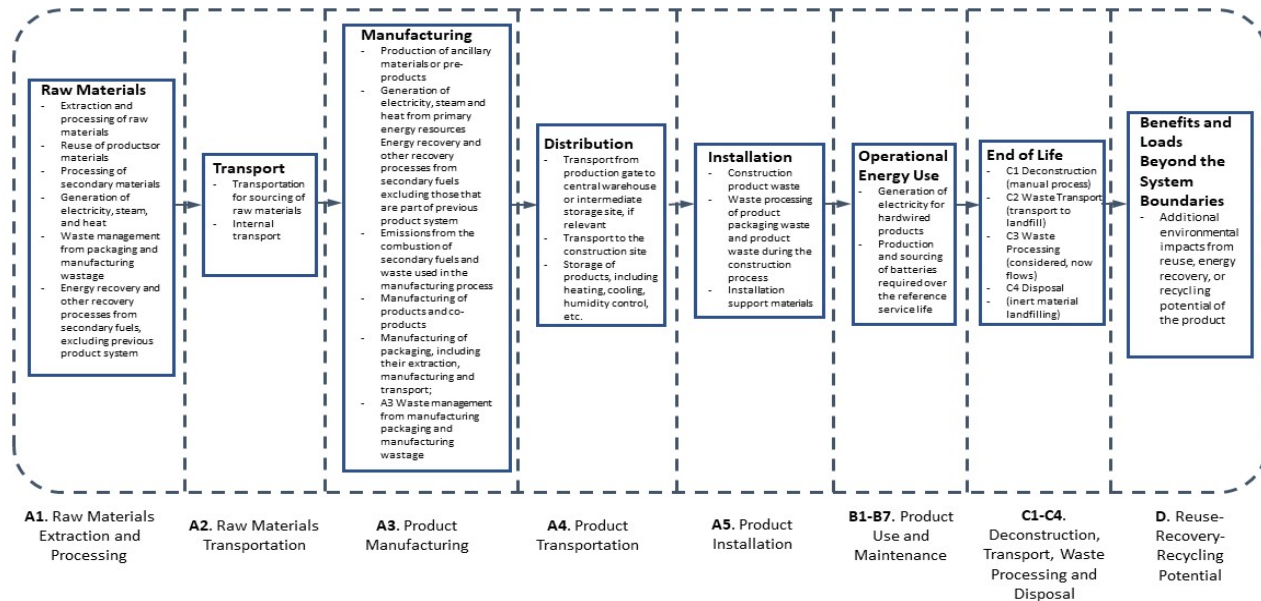 Raw Materials
- Extraction and
processing of raw
materials
- Reuse of productsor
materials
- Processing of
secondary materials
- Generation of
electricity, steam,
and heat
- Waste management
from packaging and
manufacturing
wastage
- Energy recovery and
other recovery
processes from
secondary fuels,
excluding previous
product system
Transport
- Transportation
for sourcing of
raw materials
- Internal
transport
Manufacturing
- Production of ancillary
materials or pre-
products
- Generation of
electricity, steam and
heat from primary
energy resources
Energy recovery and
other recovery
processes from
secondary fuels
excluding those that
are part of previous
product system
- Emissions from the
combustion of
secondary fuels and
waste used in the
manufacturing process
- Manufacturing of
products and co-
products
- Manufacturing of
packaging, including
their extraction,
manufacturing and
transport;
- A3 Waste management
from manufacturing
packaging and
manufacturing
wastage
Distribution
- Transport from
production gate to
central warehouse
or intermediate
storage site, if
relevant
- Transport to the
construction site
- Storage of
products, including
heating, cooling,
humidity control,
etc.
Installation
- Construction
product waste
- Waste processing
of product
packaging waste
and product
waste during the
construction
process
- Installation
support materials
Operational
Energy Use
- Generation of
electricity for
hardwired
products
- Production
and sourcing of
batteries
required over
the reference
service life
End of Life
- C1 Deconstruction
(manual process)
- C2 Waste Transport
(transport to
landfill)
- C3 Waste
Processing
(considered, now
flows)
- C4 Disposal
- (inert material
landfilling)
Benefits and
Loads
Beyond the
System
Boundaries
- Additional
environmental
impacts from
reuse, energy
recovery, or
recycling
potential of
the product
A1. Raw Materials
Extraction and
Processing
A2. Raw Materials
Transportation
A3. Product
Manufacturing
A4. Product
Transportation
A5. Product
Installation
B1-B7. Product
Use and
Maintenance
C1-C4.
Deconstruction,
Transport, Waste
Processing and
Disposal
D. Reuse-
Recovery-
Recycling
Potential